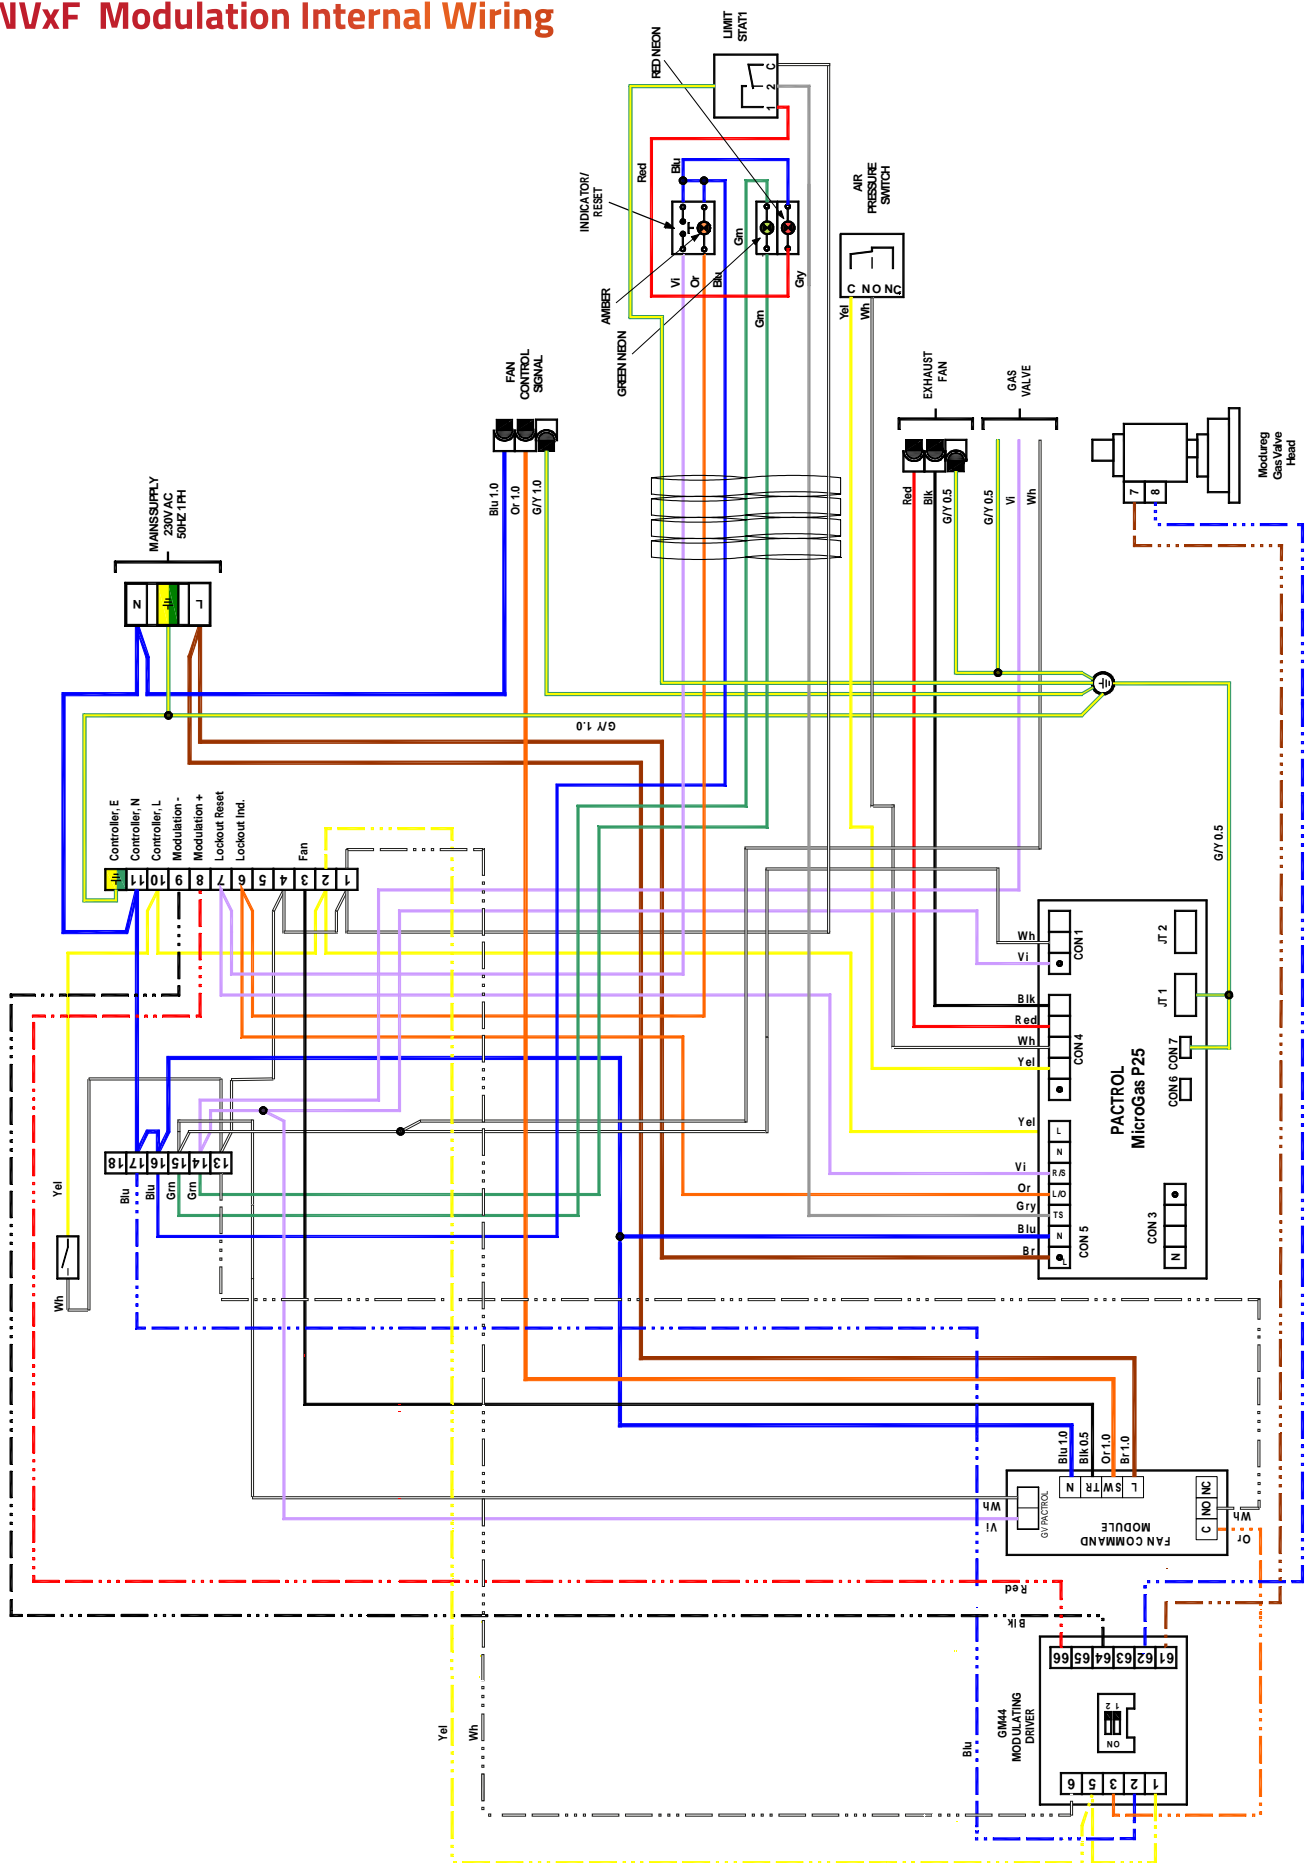 NVxF Modulation Internal Wiring
LIMIT
STAT1
RED NEON
C
2
1
Red
Blu
INDICATOR/
RESET
AIR
PRESSURE
SWITCH
Grn
Vi
Or
Blu
Gry
C NO NC
AMBER
Yel
Wh
Grn
GREEN NEON
FAN
CONTROL
SIGNAL
EXHAUST
FAN
GAS
VALVE
Modureg
Gas Valve
Head
7
8
MAINS SUPPLY
230V AC
50HZ 1PH
Blu 1.0
Or 1.0
G/Y 1.0
Red
Blk
G/Y 0.5
G/Y 0.5
Vi
Wh
N
L
G/Y 1.0
Controller, E
Controller, N
Controller, L
Modulation -
Modulation +
Lockout Reset
Lockout Ind.
Fan
11
10
9
8
7
6
5
4
3
2
1
G/Y 0.5
Wh
Vi
CON 1
JT 2
JT 1
Blk
Red
Wh
Yel
CON 4
CON 7
CON 6
PACTROL
MicroGas P25
Yel
Vi
Or
Gry
Blu
Br
L
N
R/S
L/O
TS
N
L
CON 5
CON 3
N
18
17
16
15
14
13
Yel
Blu
Blu
Grn
Grn
Wh
Blu 1.0
Blk 0.5
Or 1.0
Br 1.0
N
TR
SW
L
Wh
Vi
GV PACTROL
FAN COMMAND
MODULE
C
NO
NC
Wh
Or
Red
Blk
66
65
64
63
62
61
GM44
MODULATING
DRIVER
1 2
ON
Yel
Wh
Blu
6
5
3
2
1